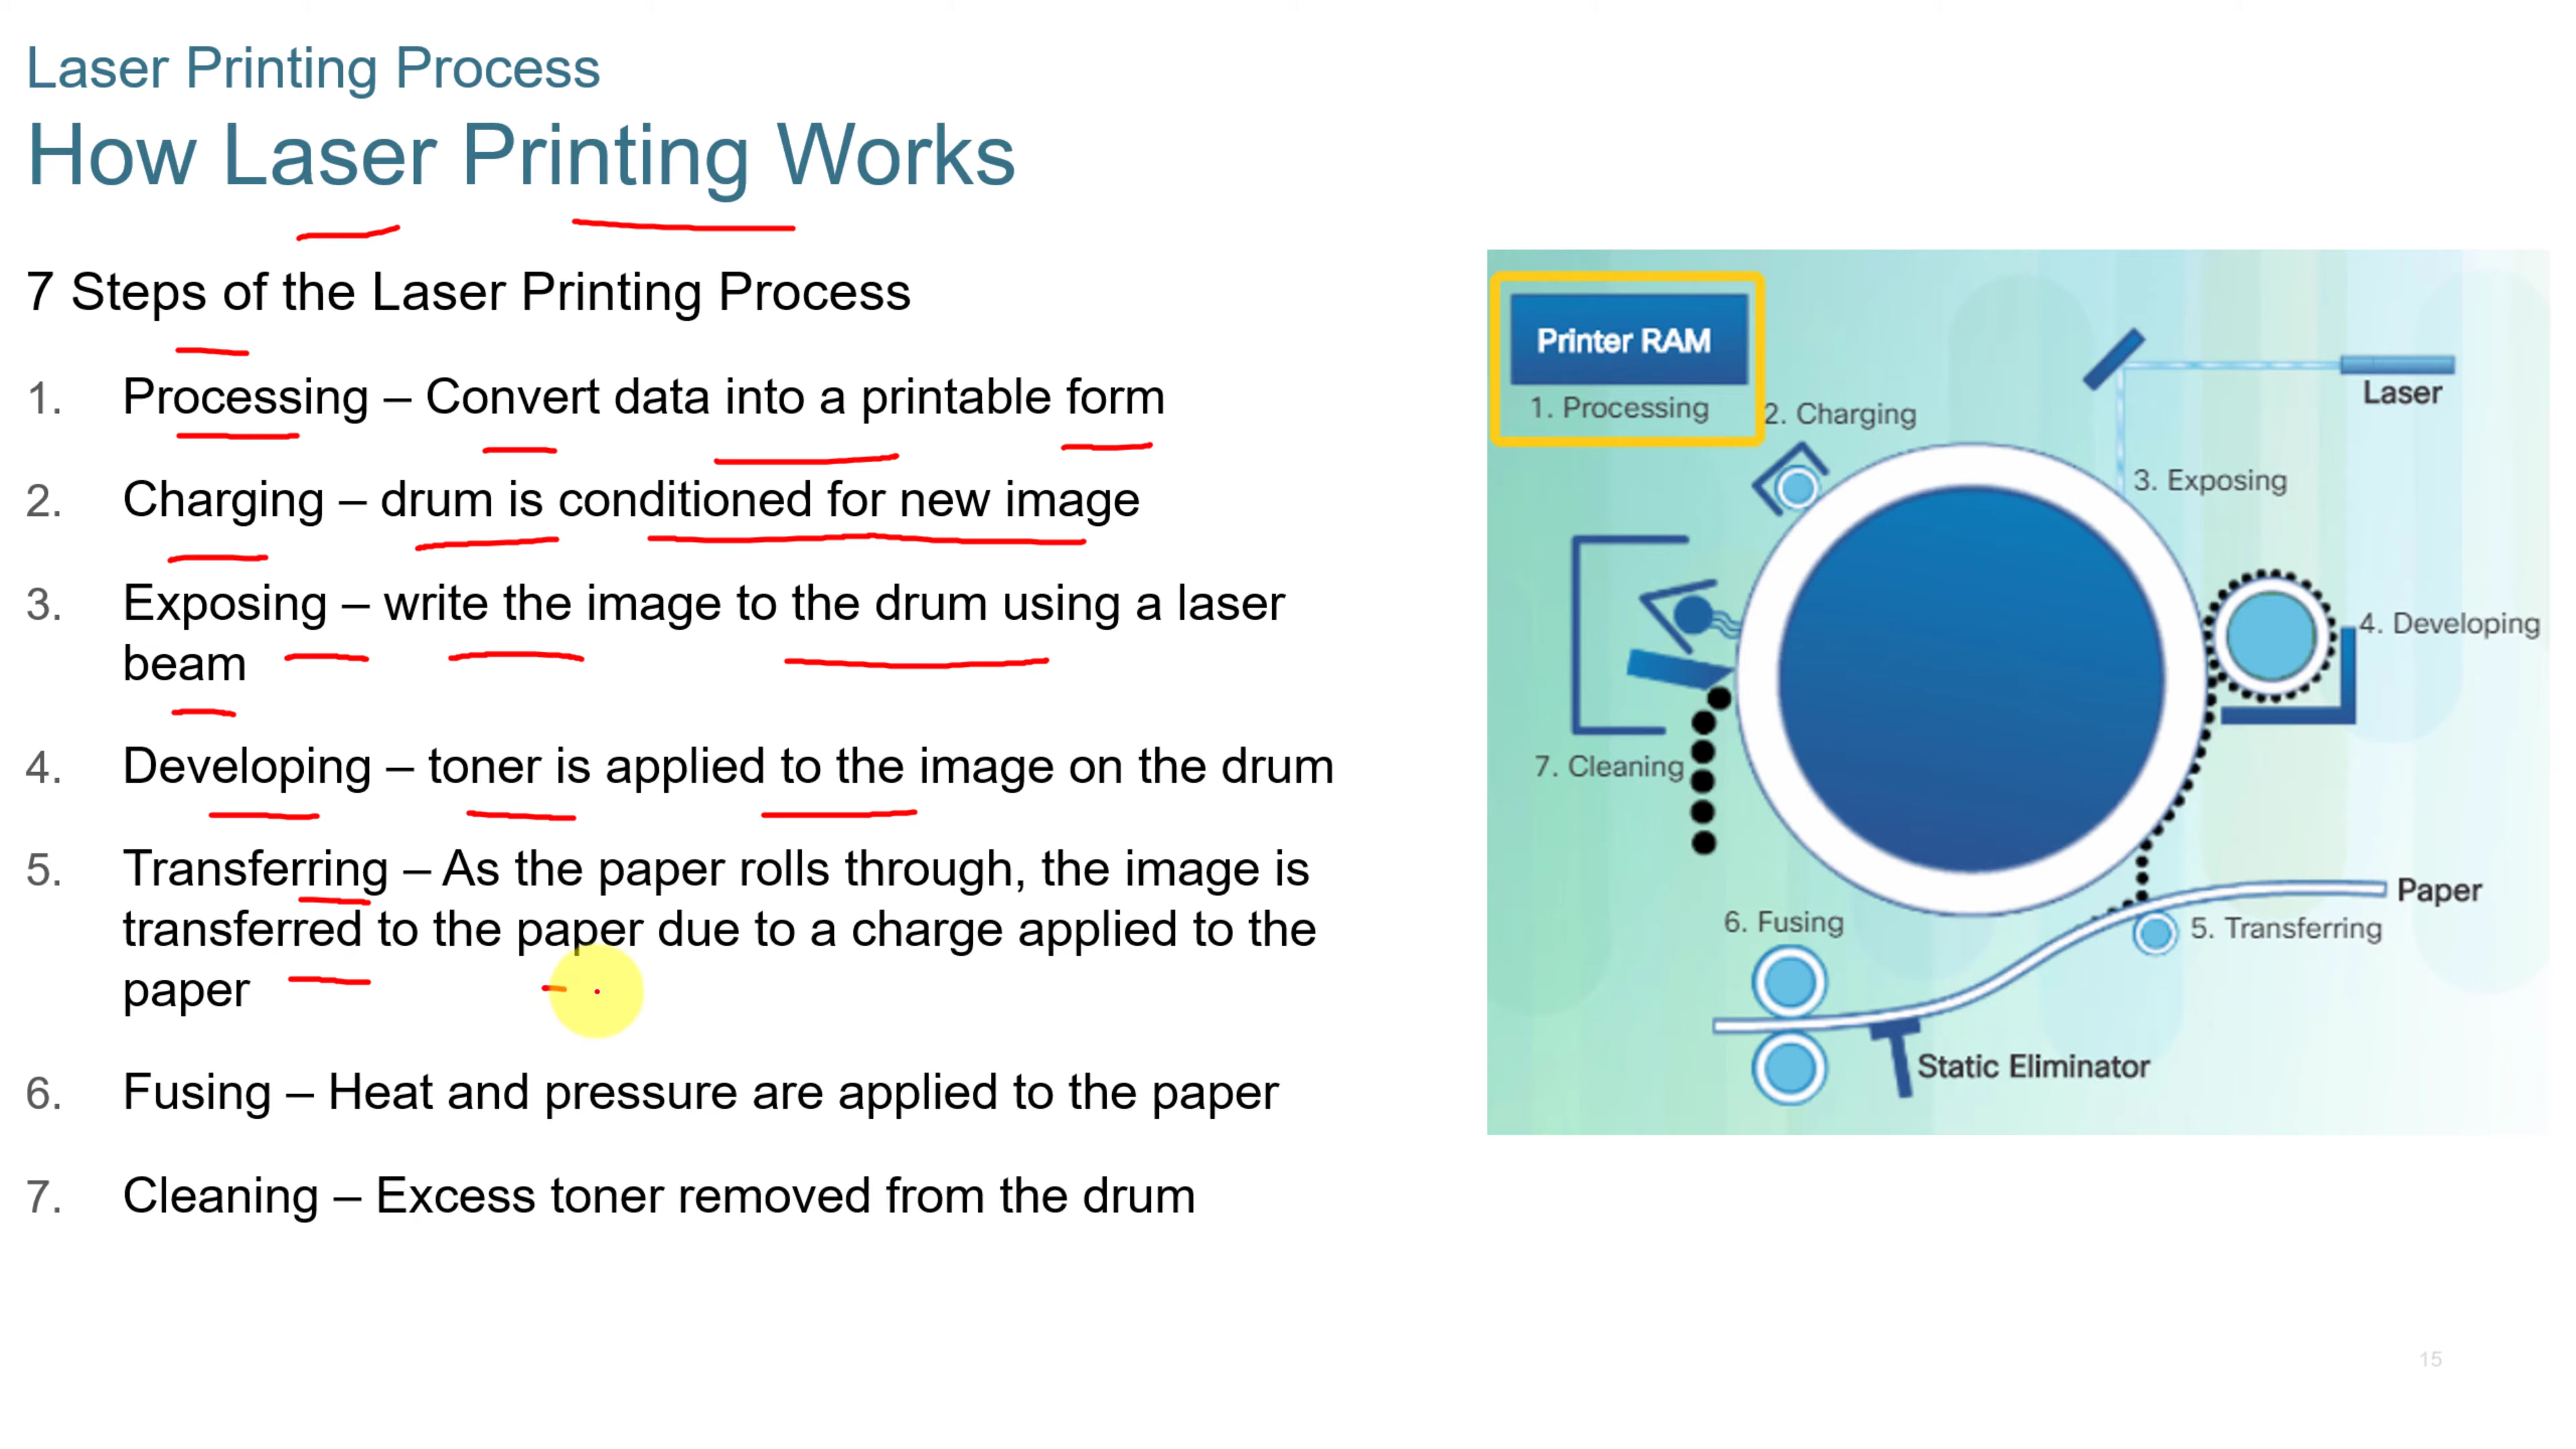 Laser Printing Process
How Laser Printing Works
7 Steps of the Laser Printing Process
1. Processing – Convert data into a printable form
2. Charging – drum is conditioned for new image
3. Exposing – write the image to the drum using a laser
beam
4. Developing – toner is applied to the image on the drum
5. Transferring – As the paper rolls through, the image is
transferred to the paper due to a charge applied to the
paper
6. Fusing – Heat and pressure are applied to the paper
7. Cleaning – Excess toner removed from the drum
Printer RAM
1. Processing
2. Charging
Laser
3. Exposing
4. Developing
7. Cleaning
Paper
6. Fusing
5. Transferring
Static Eliminator
15